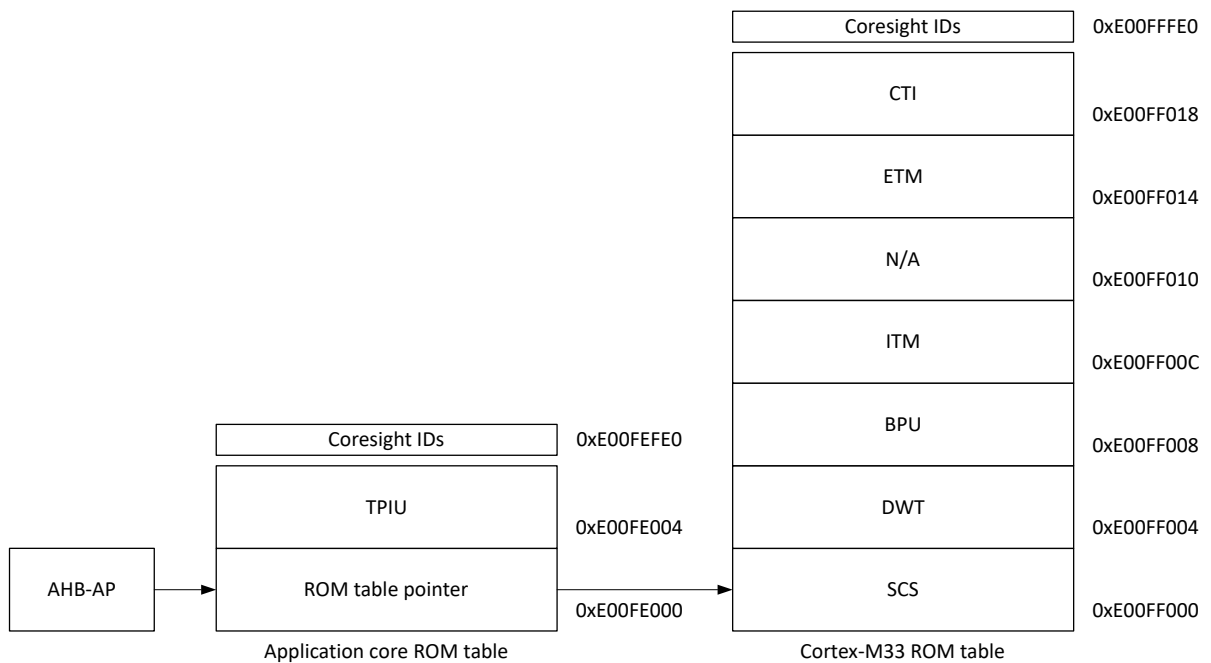 Coresight IDs 0xE00FFFE0
CTI
0xE00FF018
ETM
0xE00FF014
N/A
0xE00FF010
ITM
0xE00FF00C
BPU
0xE00FF008
Coresight IDs 0xE00FEFE0
TPIU
0xE00FE004
DWT
0xE00FF004
AHB-AP
ROM table pointer
0xE00FE000
SCS
0xE00FF000
Application core ROM table
Cortex-M33 ROM table